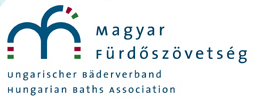 Magyar
Fürdőszövetség
Ungarischer Bäderverband
Hungarian Baths Association